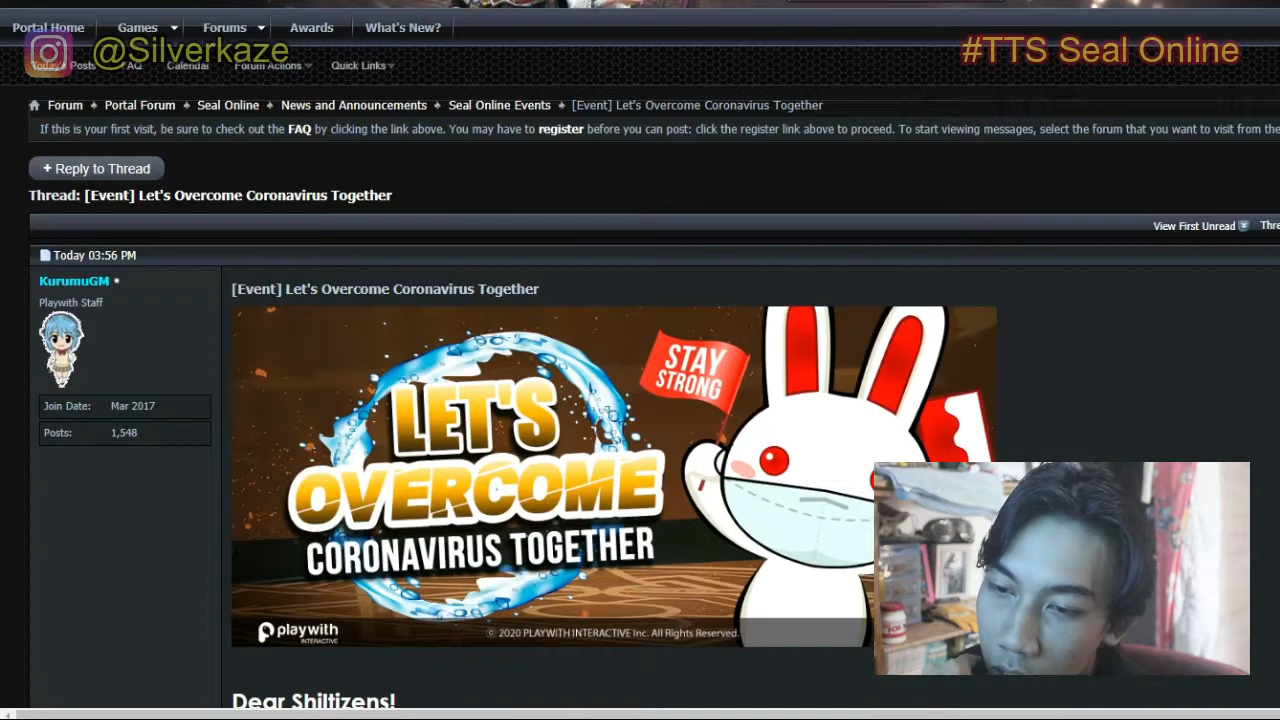 Portal Home Games Forums Awards What's New?
@Silverkaze #TTS Seal Online
Today's Posts FAQ Calendar Forum Actions Quick Links
Forum Portal Forum Seal Online News and Announcements Seal Online Events [Event] Let's Overcome Coronavirus Together
If this is your first visit, be sure to check out the FAQ by clicking the link above. You may have to register before you can post: click the register link above to proceed. To start viewing messages, select the forum that you want to visit from the
+ Reply to Thread
Thread: [Event] Let's Overcome Coronavirus Together
View First Unread Thre
Today 03:56 PM
KurumuGM
Playwith Staff
Join Date: Mar 2017
Posts: 1,548
[Event] Let's Overcome Coronavirus Together
STAY
STRONG
LET'S
OVERCOME
CORONAVIRUS TOGETHER
playwith
INTERACTIVE
© 2020 PLAYWITH INTERACTIVE Inc. All Rights Reserved.
Dear Shiltizens!